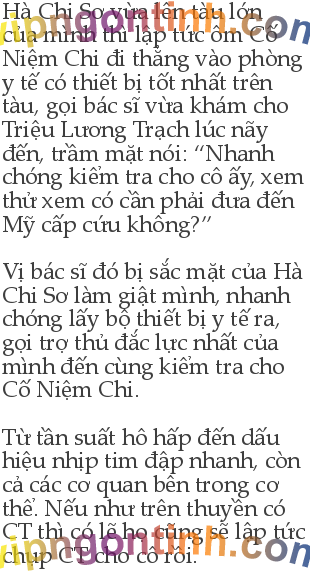 Hà Chi Sơ vừa lên tàu lớn
của mình thì lập tức ôm Cố
Niệm Chi đi thẳng vào phòng
y tế có thiết bị tốt nhất trên
tàu, gọi bác sĩ vừa khám cho
Triệu Lương Trạch lúc nãy
đến, trầm mặt nói: “Nhanh
chóng kiểm tra cho cô ấy, xem
thử xem có cần phải đưa đến
Mỹ cấp cứu không?”
Vị bác sĩ đó bị sắc mặt của Hà
Chi Sơ làm giật mình, nhanh
chóng lấy bộ thiết bị y tế ra,
gọi trợ thủ đắc lực nhất của
mình đến cùng kiểm tra cho
Cố Niệm Chi.
Từ tần suất hô hấp đến dấu
hiệu nhịp tim đập nhanh, còn
cả các cơ quan bên trong cơ
thể. Nếu như trên thuyền có
CT thì có lẽ họ cũng sẽ lập tức
chụp CT cho cô rồi.
vipngontinh.com
vipngontinh.com